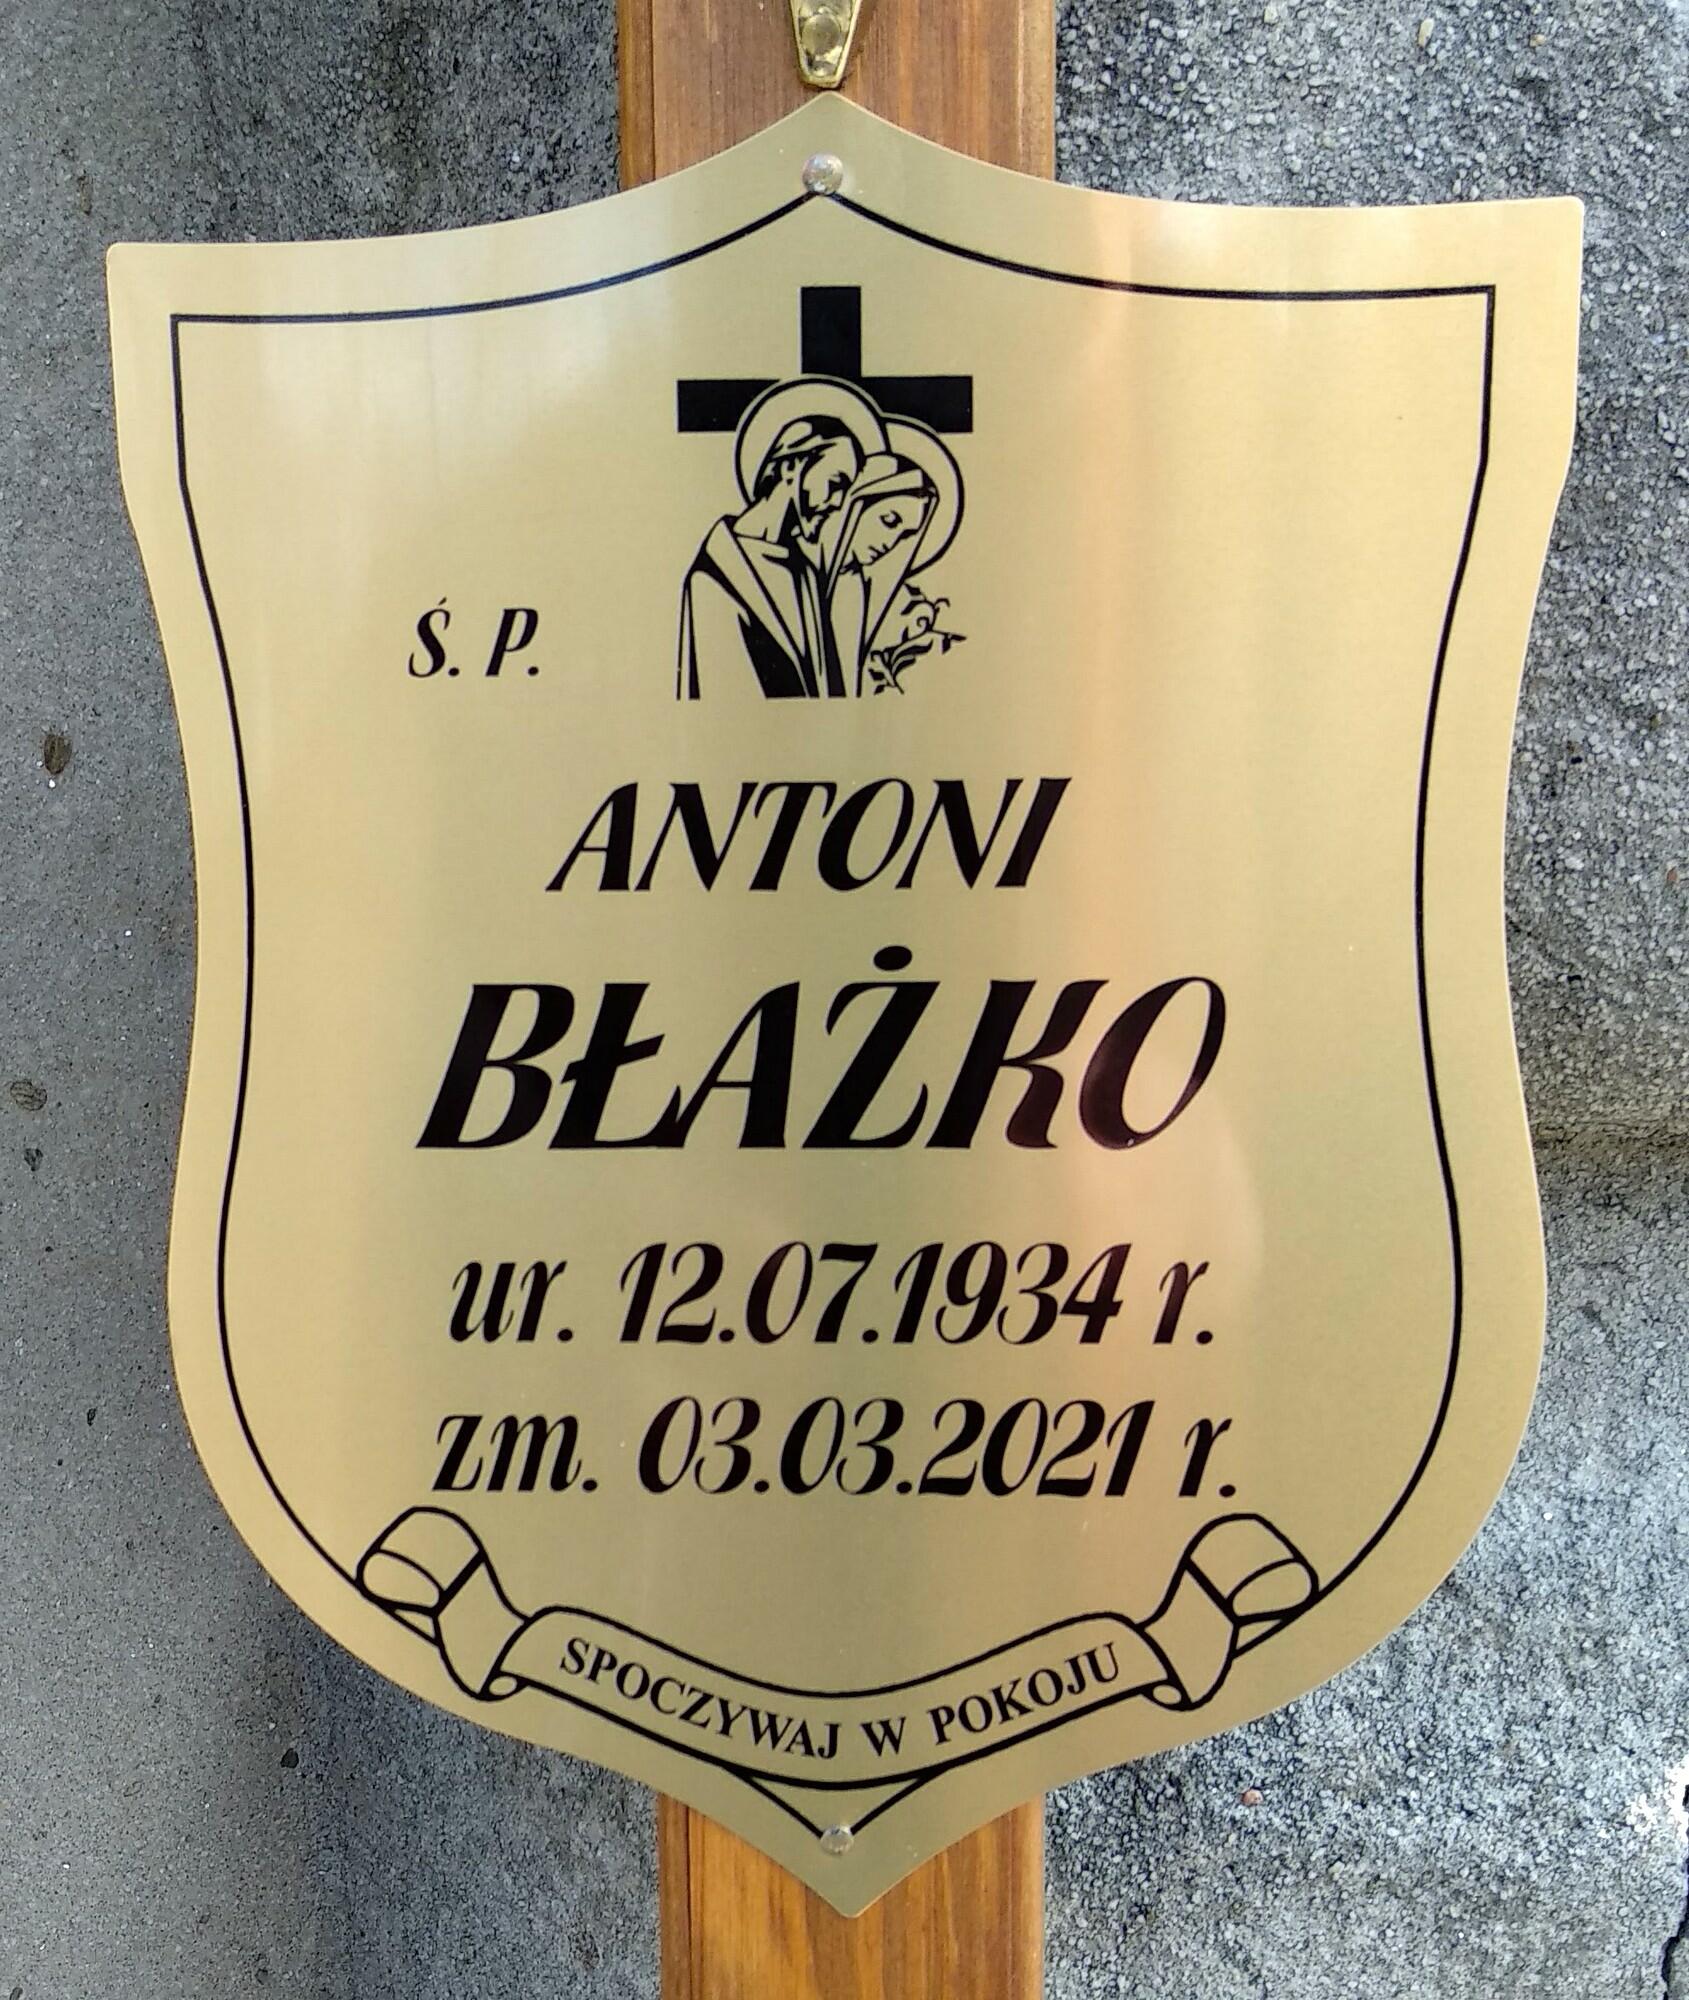 Ś. P.
ANTONI
BŁAŻKO
ur. 12.07.1934 r.
zm. 03.03.2021 r.
SPOCZYWAJ W POKOJU